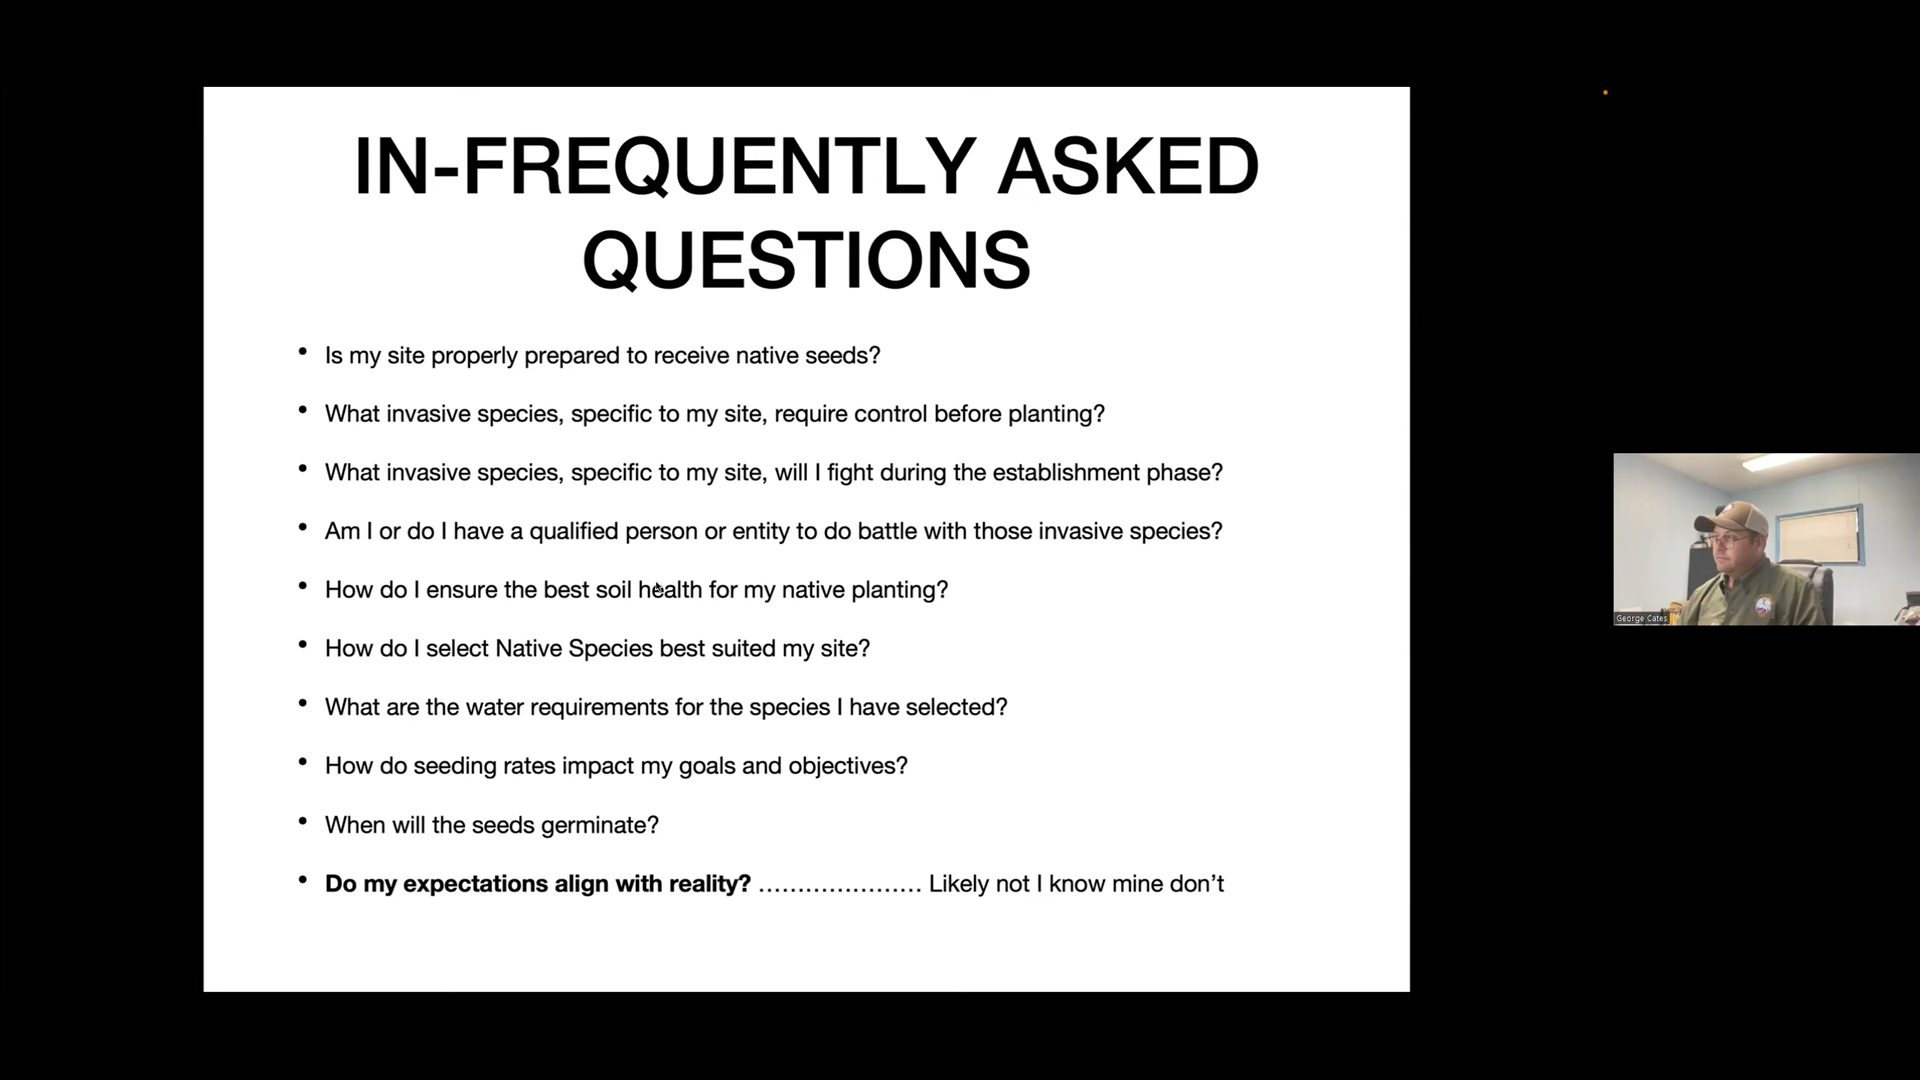 IN-FREQUENTLY ASKED
QUESTIONS
• Is my site properly prepared to receive native seeds?
• What invasive species, specific to my site, require control before planting?
• What invasive species, specific to my site, will I fight during the establishment phase?
• Am I or do I have a qualified person or entity to do battle with those invasive species?
• How do I ensure the best soil health for my native planting?
• How do I select Native Species best suited my site?
• What are the water requirements for the species I have selected?
• How do seeding rates impact my goals and objectives?
• When will the seeds germinate?
• Do my expectations align with reality? ..................... Likely not I know mine don’t
George Cates